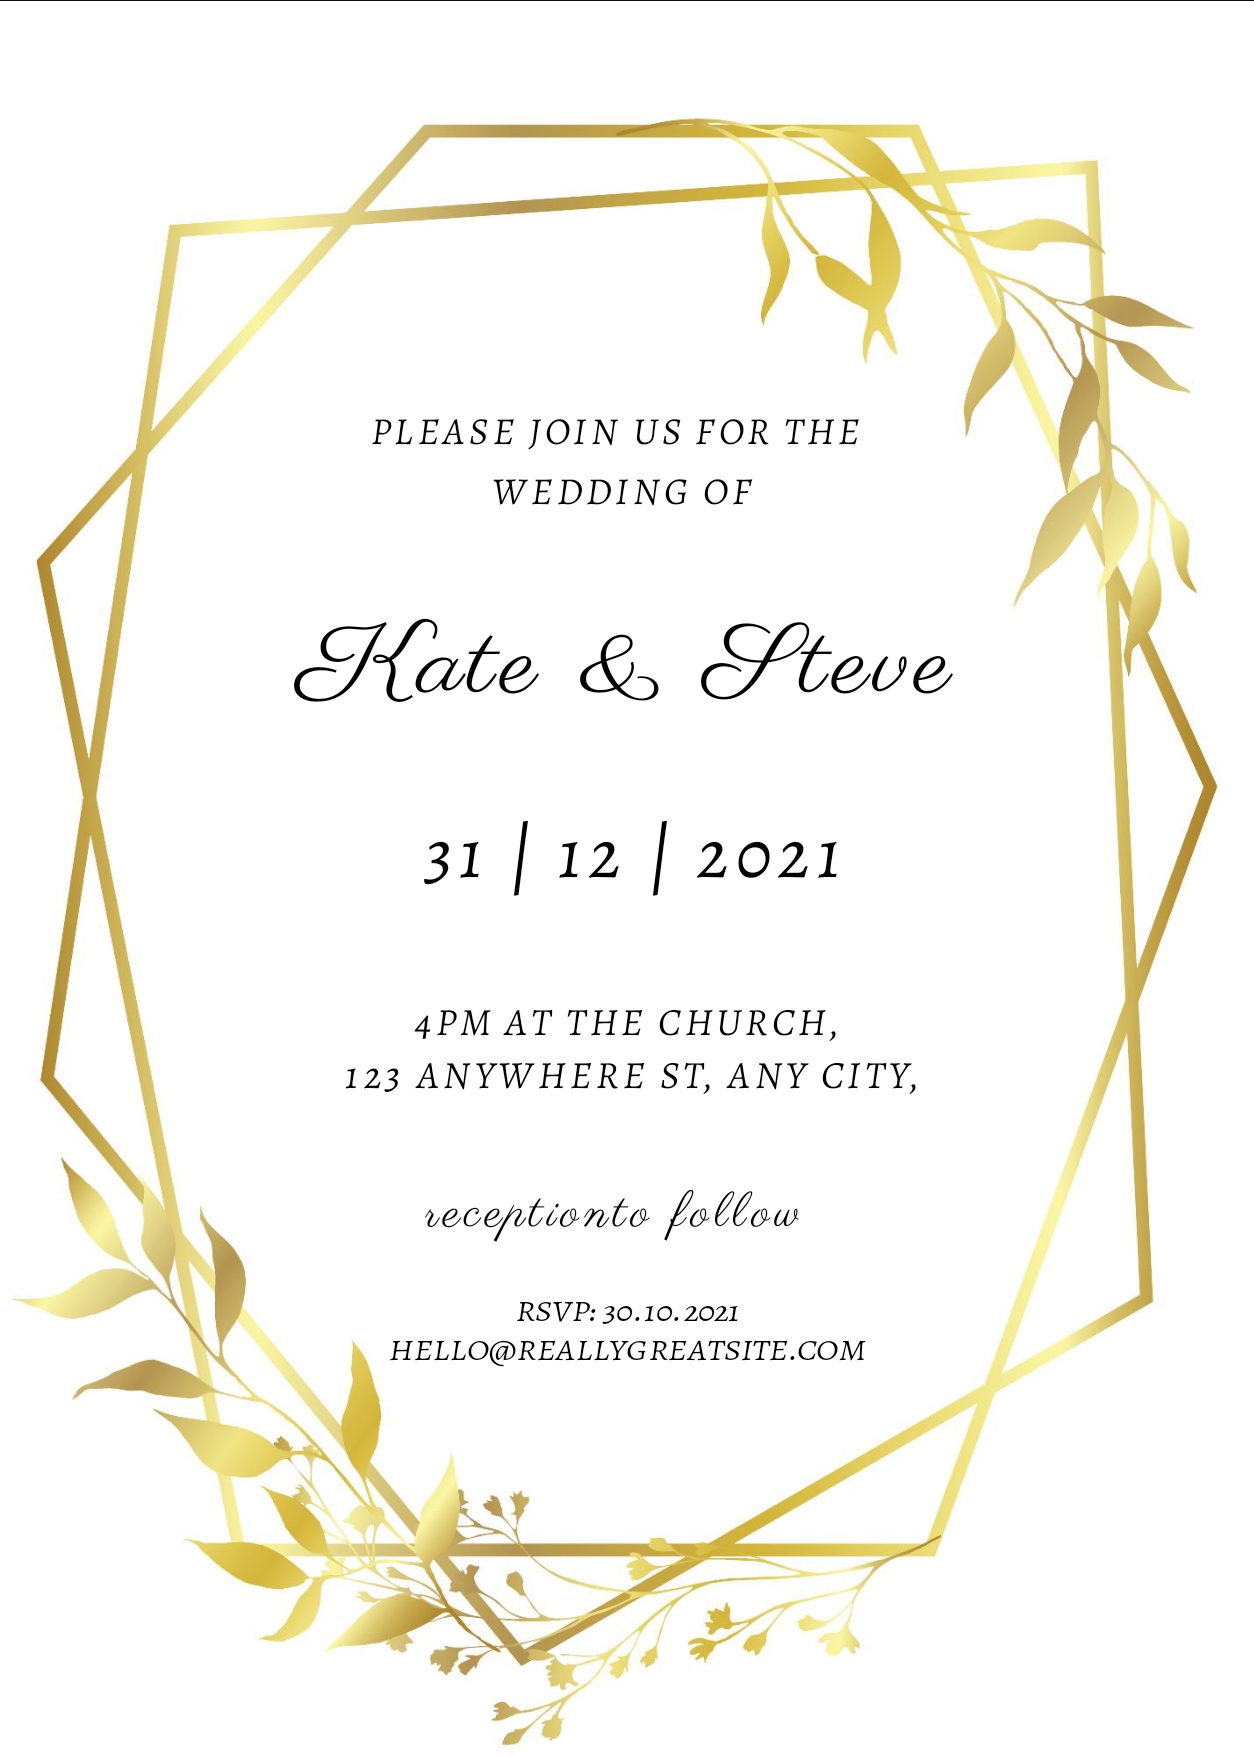 PLEASE JOIN US FOR THE
WEDDING OF
Kate & Steve
31 | 12 | 2021
4PM AT THE CHURCH,
123 ANYWHERE ST, ANY CITY,
receptionto follow
RSVP: 30.10.2021
HELLO@REALLYGREATSITE.COM